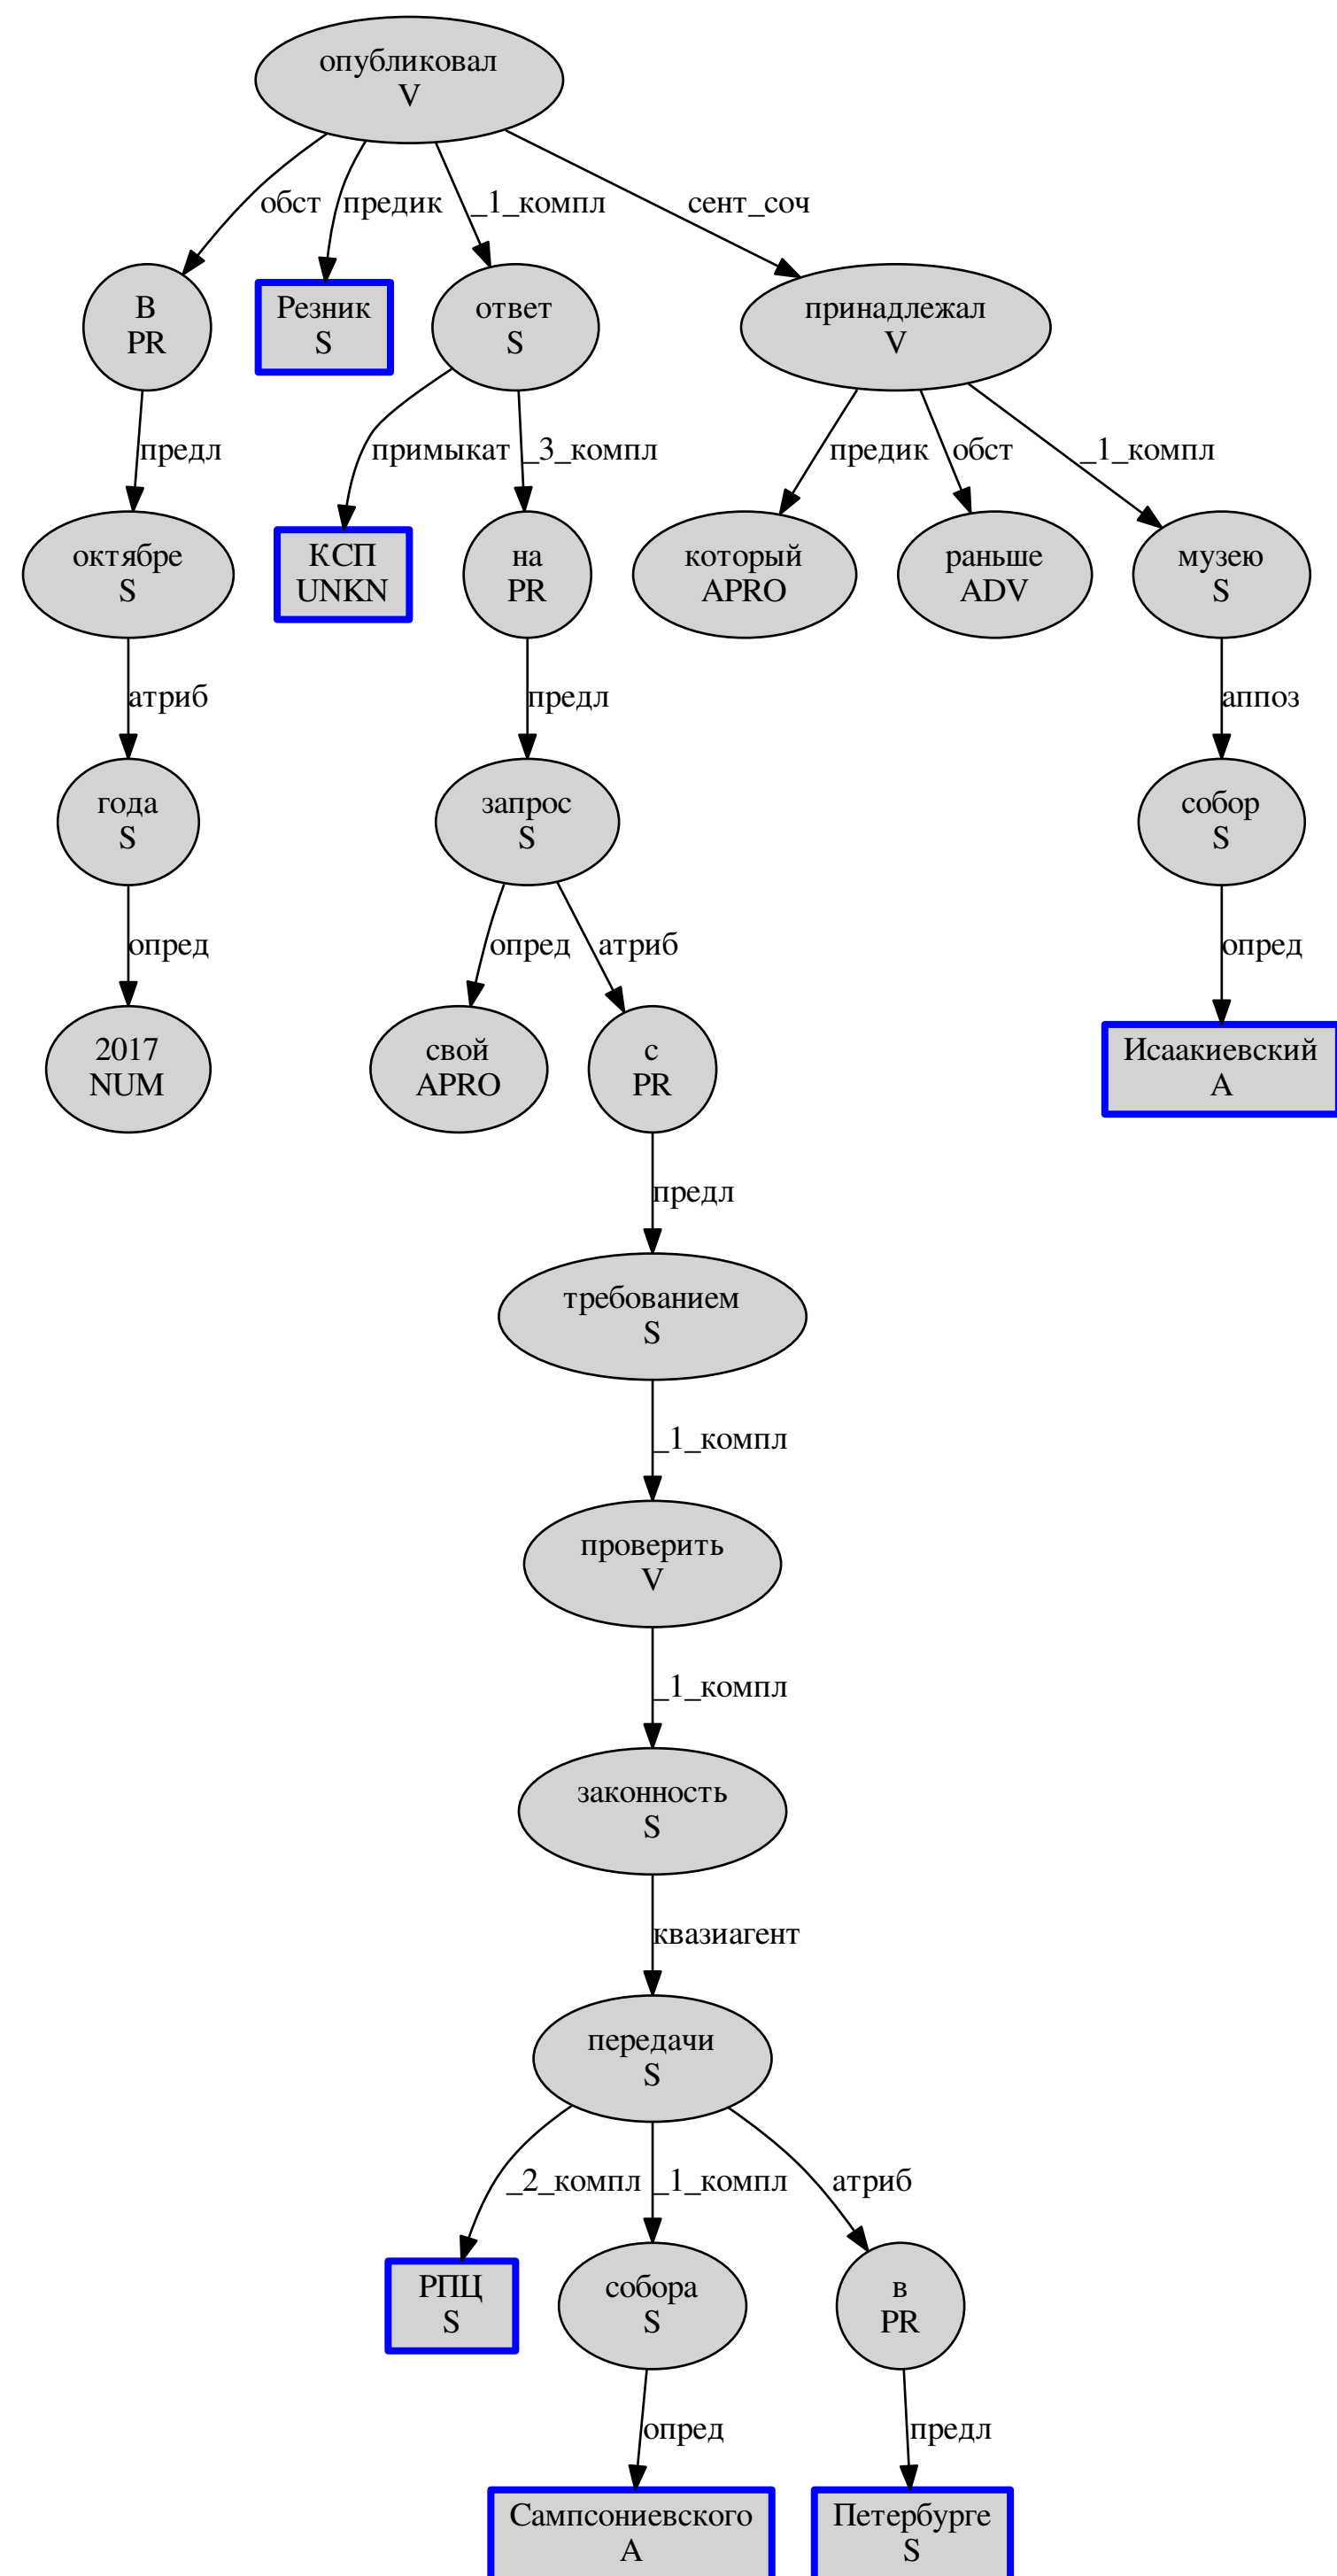 опубликовал
V
обст предик _1_компл сент_соч
В
PR
Резник
S
ответ
S
принадлежал
V
предл примыкат _3_компл предик обст _1_компл
октябре
S
КСП
UNKN
на
PR
который
APRO
раньше
ADV
музею
S
атриб предл аппоз
года
S
запрос
S
собор
S
опред опред атриб опред
2017
NUM
свой
APRO
с
PR
Исаакиевский
A
предл
требованием
S
_1_компл
проверить
V
_1_компл
законность
S
квазиагент
передачи
S
_2_компл _1_компл атриб
РПЦ
S
собора
S
в
PR
опред предл
Сампсониевского
A
Петербурге
S